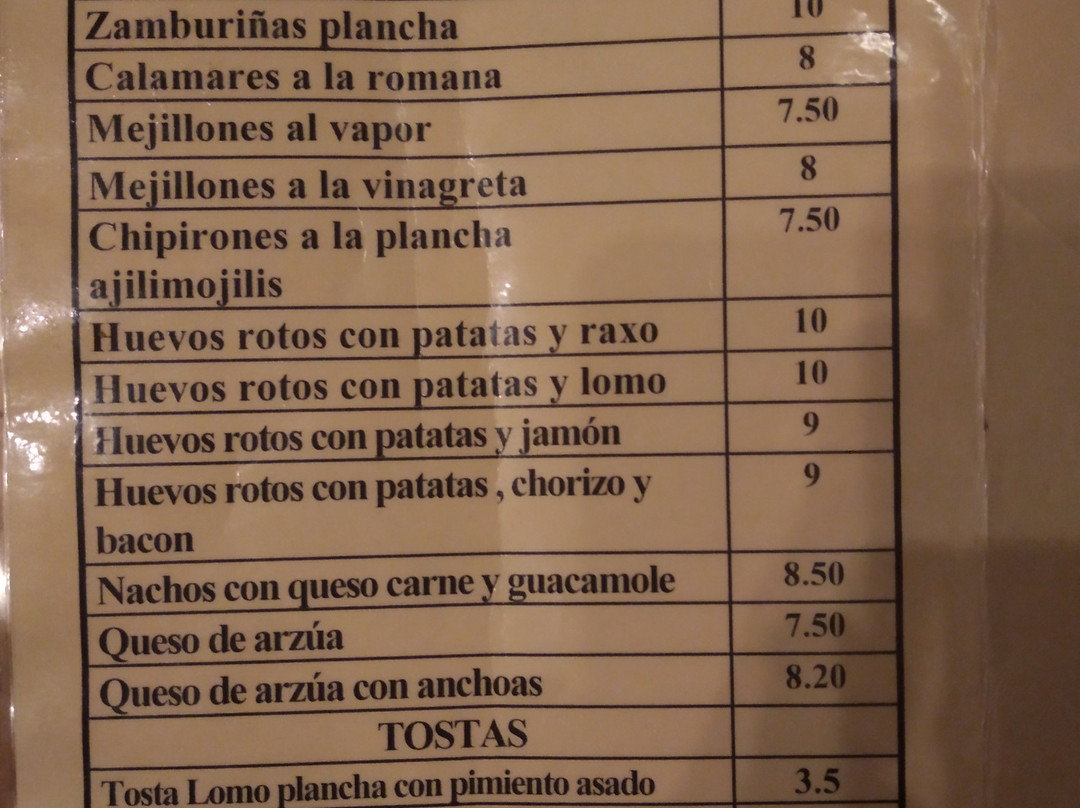 Zamburiñas plancha 10
Calamares a la romana 8
Mejillones al vapor 7.50
Mejillones a la vinagreta 8
Chipirones a la plancha 7.50
ajilimojilis
Huevos rotos con patatas y raxo 10
Huevos rotos con patatas y lomo 10
Huevos rotos con patatas y jamón 9
Huevos rotos con patatas , chorizo y 9
bacon
Nachos con queso carne y guacamole 8.50
Queso de arzúa 7.50
Queso de arzúa con anchoas 8.20
TOSTAS
Tosta Lomo plancha con pimiento asado 3.5